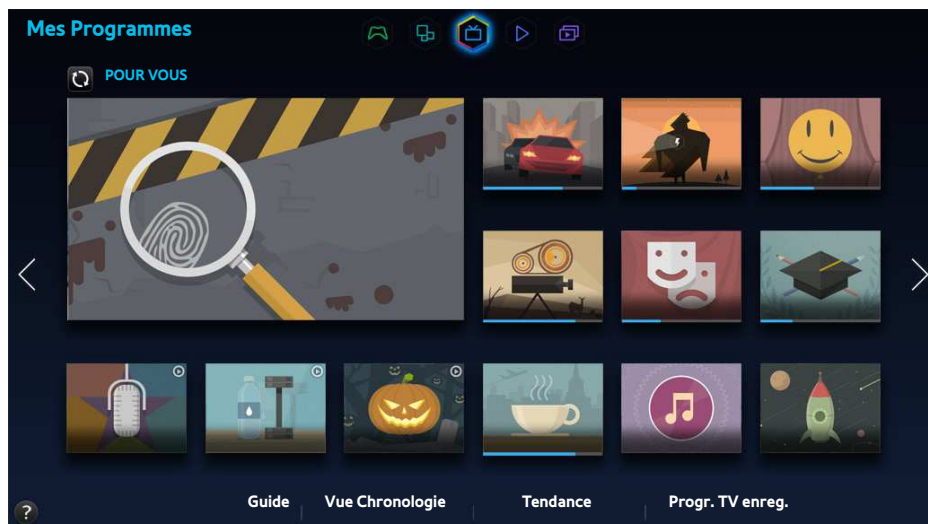 Mes Programmes
POUR VOUS
Guide
Vue Chronologie
Tendance
Progr. TV enreg.
?